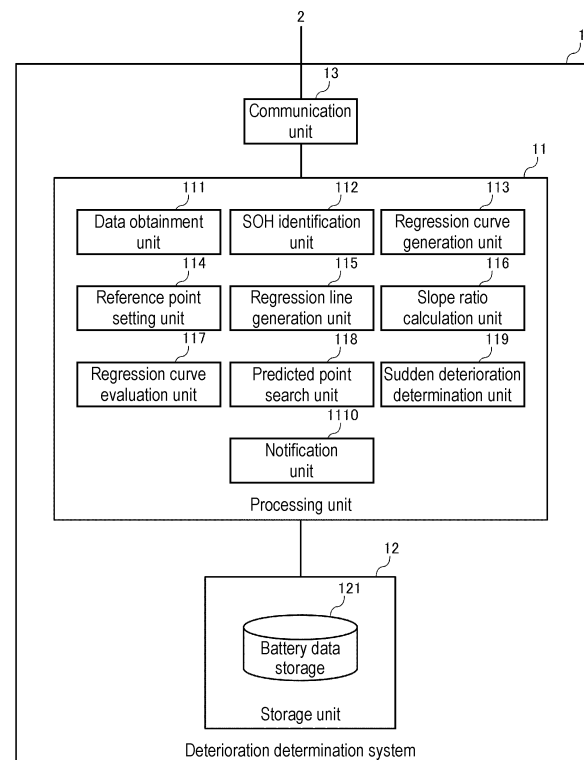 2
1
13
Communication
unit
11
111
Data obtainment
unit
112
SOH identification
unit
113
Regression curve
generation unit
114
Reference point
setting unit
115
Regression line
generation unit
116
Slope ratio
calculation unit
117
Regression curve
evaluation unit
118
Predicted point
search unit
119
Sudden deterioration
determination unit
1110
Notification
unit
Processing unit
12
121
Battery data
storage
Storage unit
Deterioration determination system